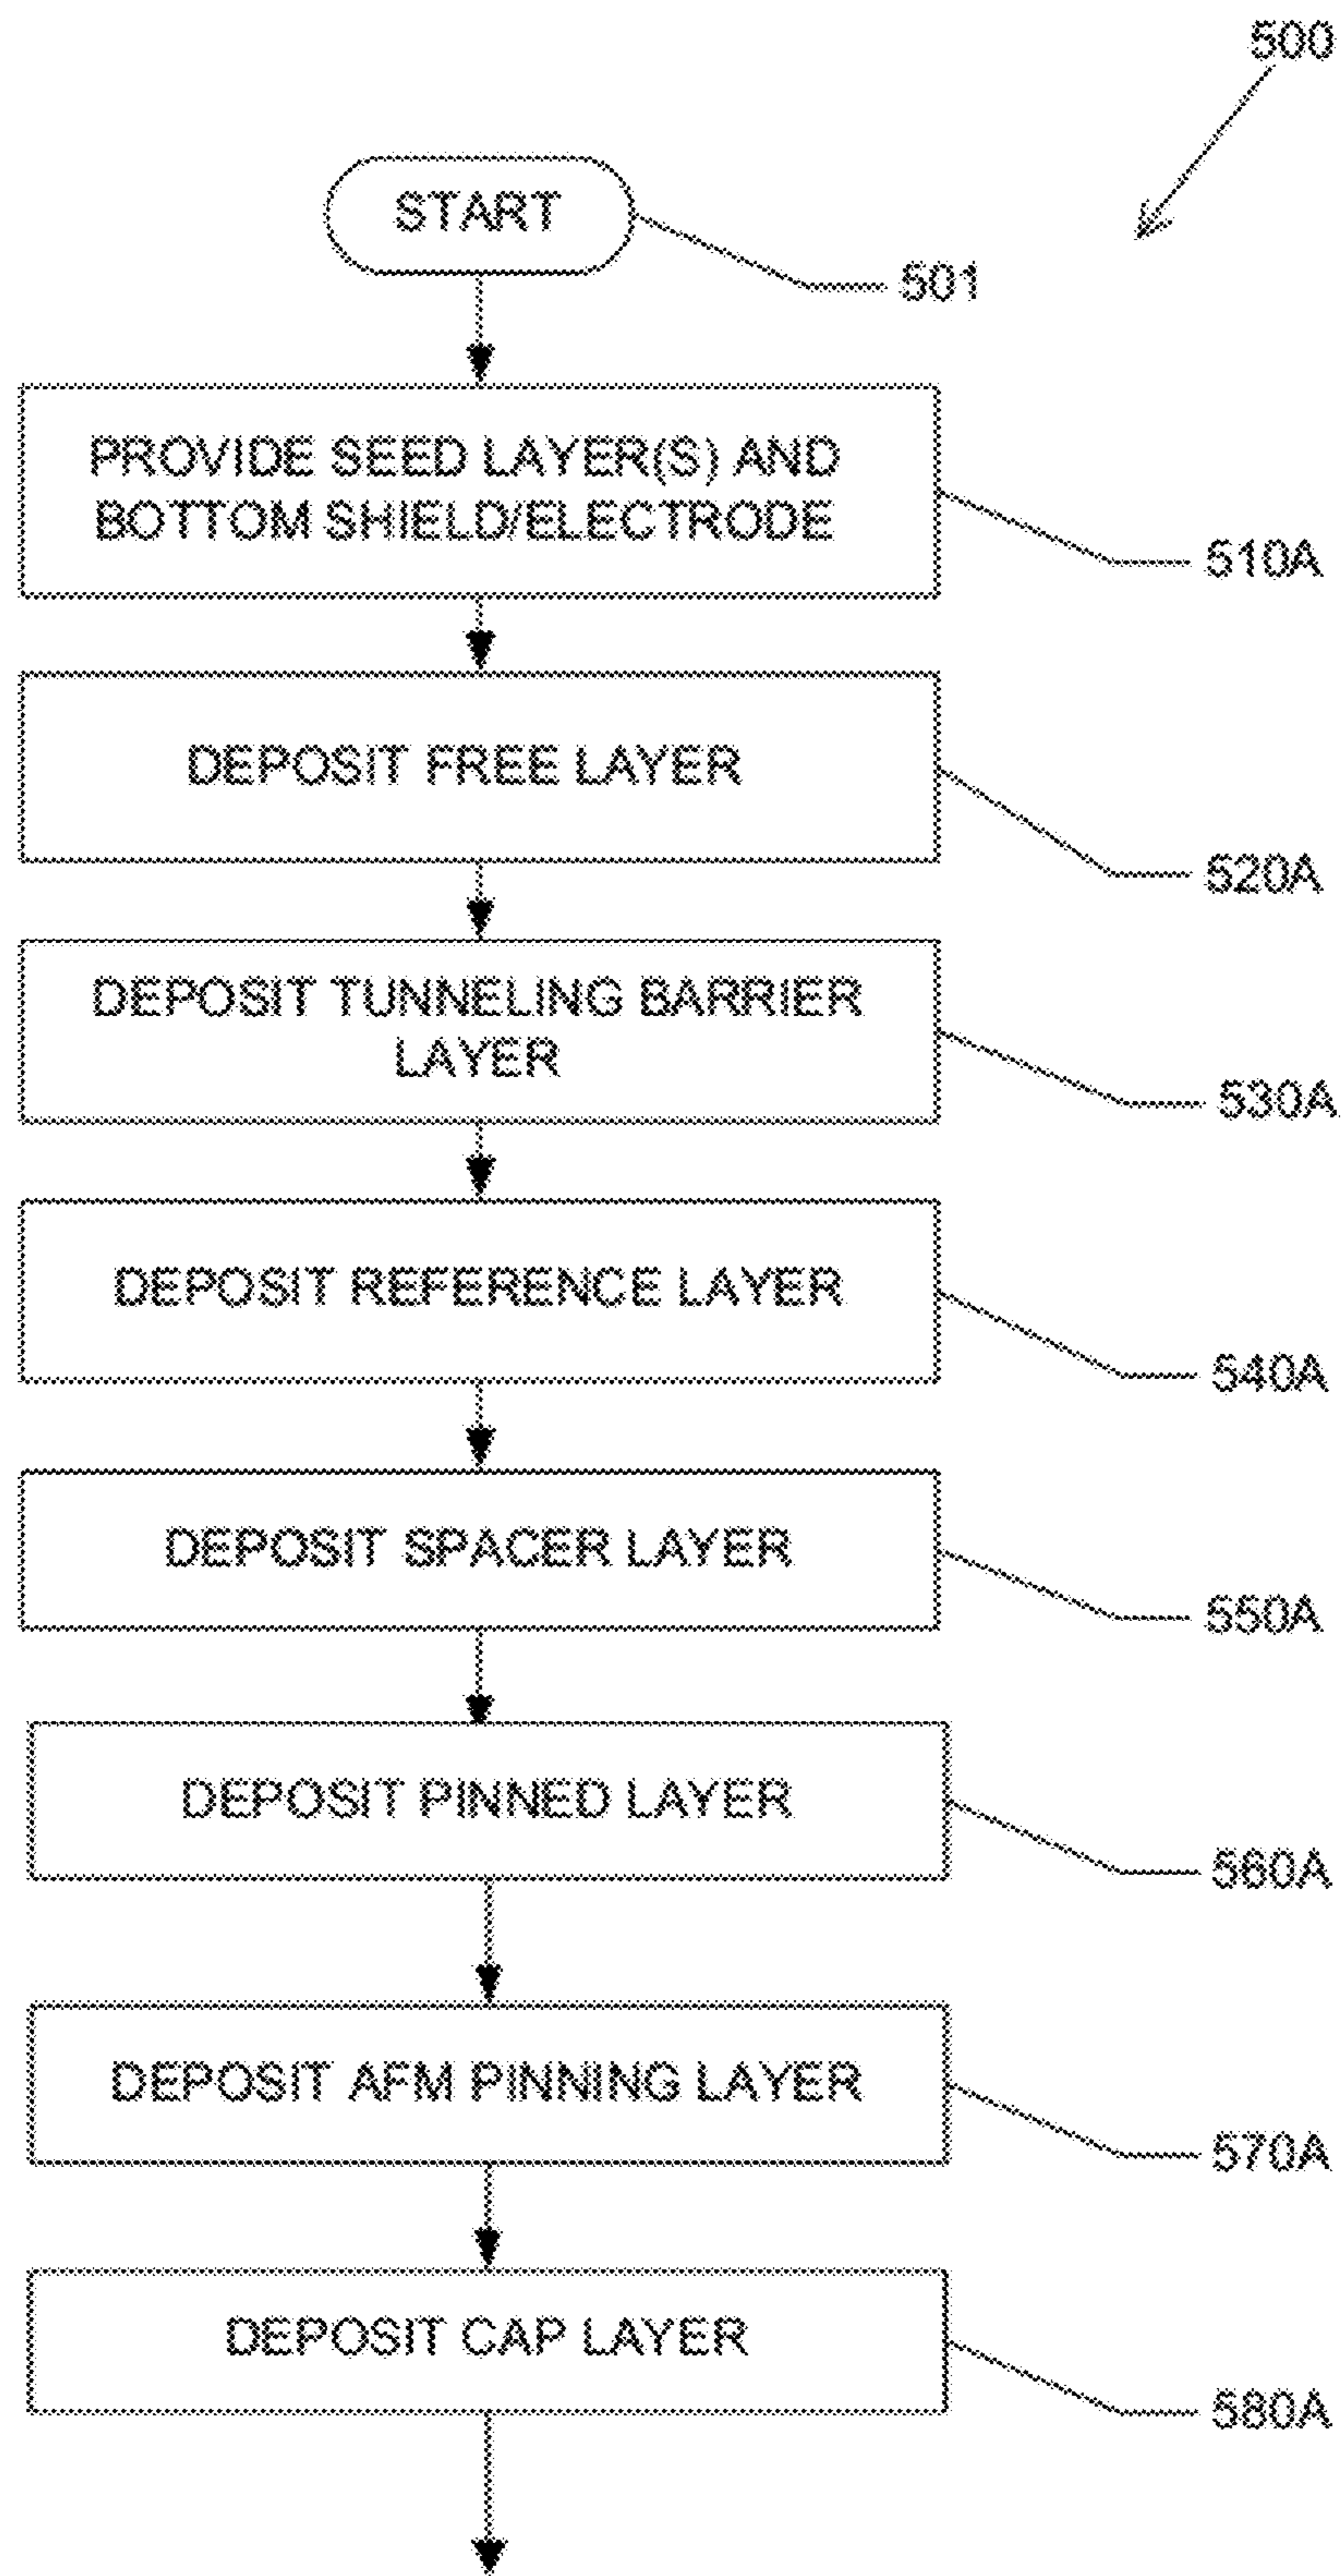 500
START
501
PROVIDE SEED LAYER(S) AND
BOTTOM SHIELD/ELECTRODE
510A
DEPOSIT FREE LAYER
520A
DEPOSIT TUNNELING BARRIER
LAYER
530A
DEPOSIT REFERENCE LAYER
540A
DEPOSIT SPACER LAYER
550A
DEPOSIT PINNED LAYER
560A
DEPOSIT AFM PINNING LAYER
570A
DEPOSIT CAP LAYER
580A